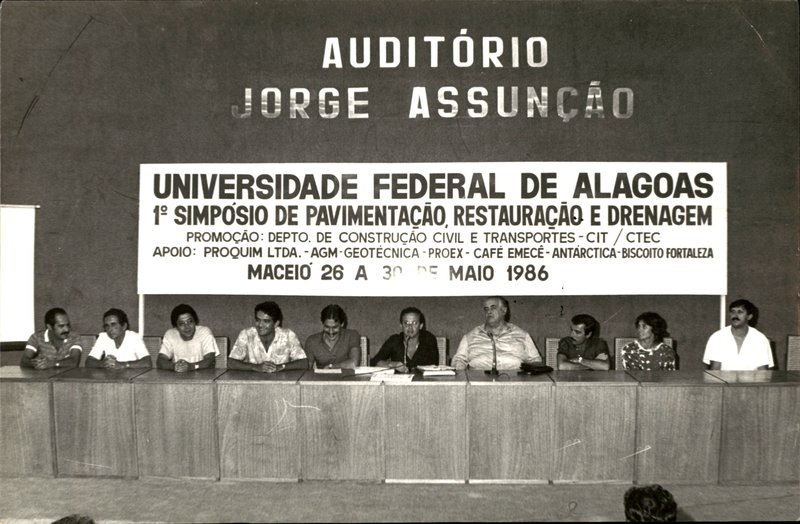 AUDITÓRIO
JORGE ASSUNÇÃO
UNIVERSIDADE FEDERAL DE ALAGOAS
1º SIMPÓSIO DE PAVIMENTAÇÃO, RESTAURAÇÃO E DRENAGEM
PROMOÇÃO: DEPTO. DE CONSTRUÇÃO CIVIL E TRANSPORTES - CIT / CTEC
APOIO: PROQUIM LTDA. - AGM - GEOTÉCNICA - PROEX - CAFÉ EMECÊ - ANTÁRCTICA - BISCOITO FORTALEZA
MACEIÓ 26 A 30 DE MAIO 1986